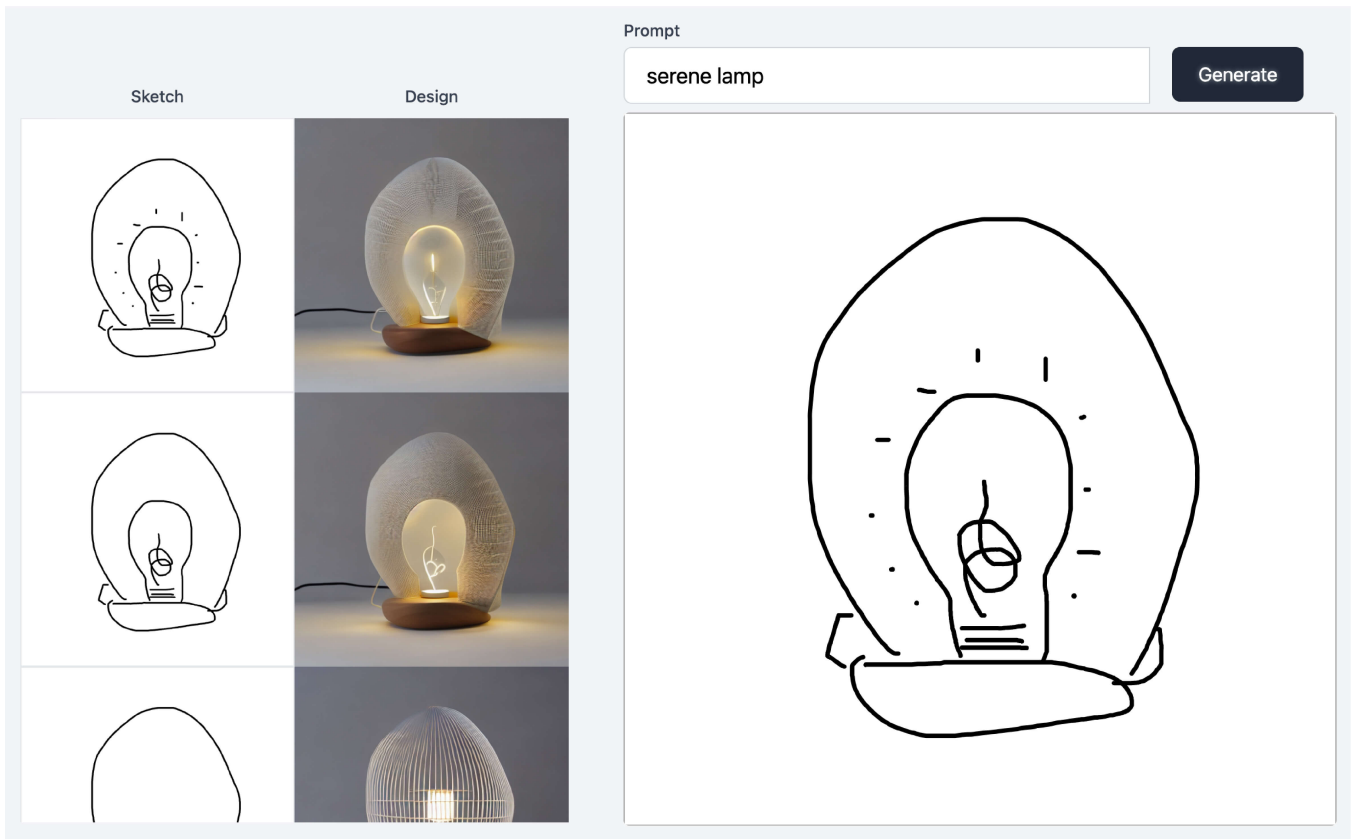 Prompt
serene lamp
Generate
Sketch
Design